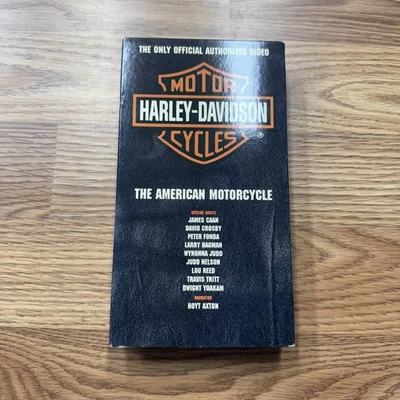 THE ONLY OFFICIAL AUTHORIZED VIDEO
MOTOR
HARLEY-DAVIDSON
CYCLES
®
THE AMERICAN MOTORCYCLE
SPECIAL GUESTS
JAMES CAAN
DAVID CROSBY
PETER FONDA
LARRY HAGMAN
WYNONNA JUDD
JUDD NELSON
LOU REED
TRAVIS TRITT
DWIGHT YOAKAM
NARRATOR
HOYT AXTON